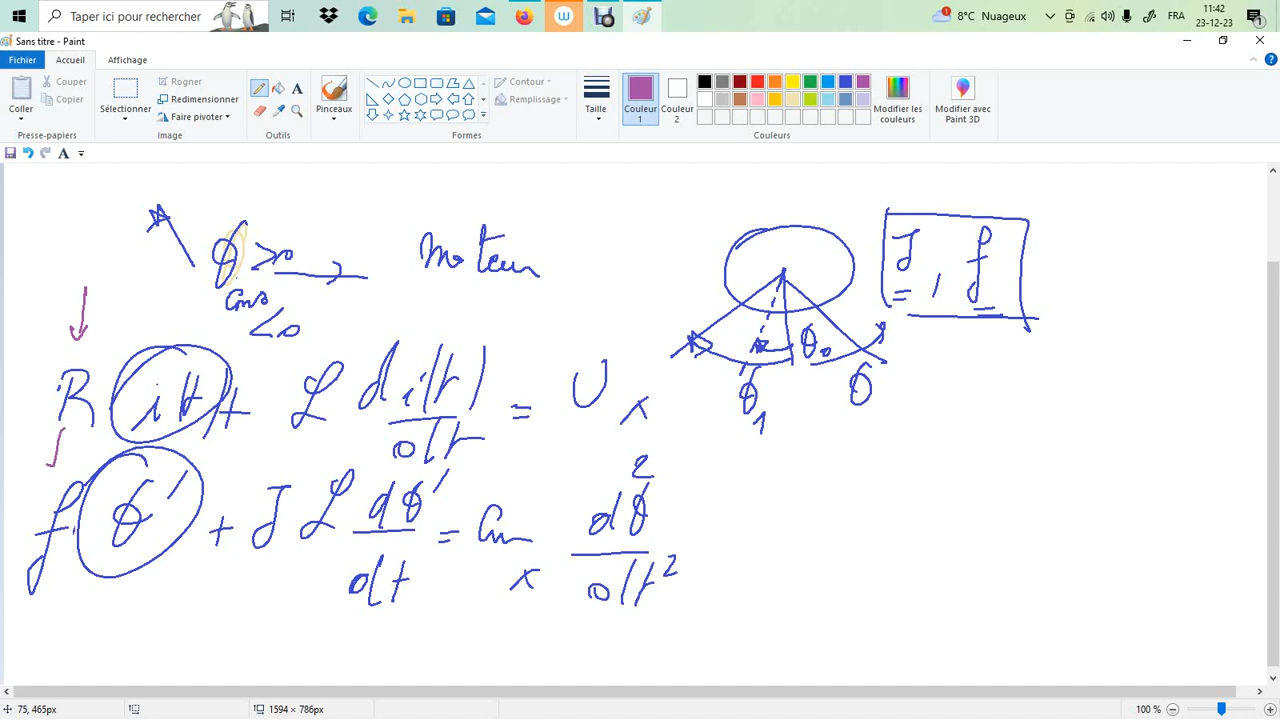 Taper ici pour rechercher
8°C Nuageux
FRA
11:42
23-12-23
Sans titre - Paint
Fichier Accueil Affichage
Coller
Couper
Copier
Presse-papiers
Sélectionner
Rogner
Redimensionner
Faire pivoter
Image
A
Outils
Pinceaux
Formes
Contour
Remplissage
Taille
Couleur 1
Couleur 2
Modifier les couleurs
Couleurs
Modifier avec Paint 3D
A
θ >0 Moteur
Cm <0
J, f
θ0
θ1 θ
R i(t) + L di(t)/dt = U x
f θ' + J L dθ'/dt = Cm x d²θ/dt²
75, 465px
1594 × 786px
100 %